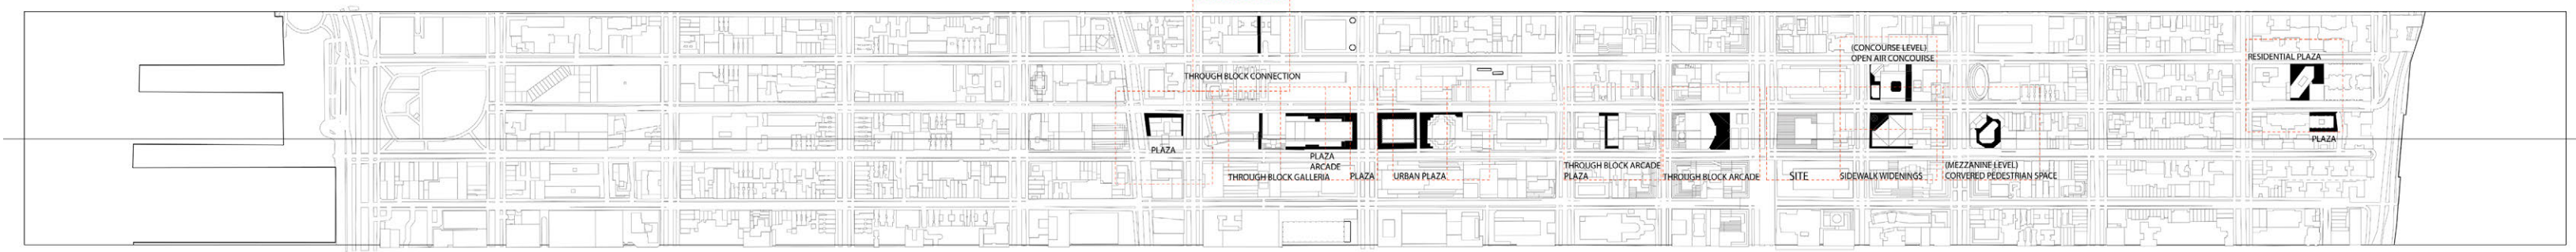 (CONCOURSE LEVEL)
OPEN AIR CONCOURSE
RESIDENTIAL PLAZA
THROUGH BLOCK CONNECTION
PLAZA
PLAZA
PLAZA
ARCADE
THROUGH BLOCK GALLERIA
PLAZA
URBAN PLAZA
THROUGH BLOCK ARCADE
PLAZA
THROUGH BLOCK ARCADE
SITE
SIDEWALK WIDENINGS
(MEZZANINE LEVEL)
CORVERED PEDESTRIAN SPACE